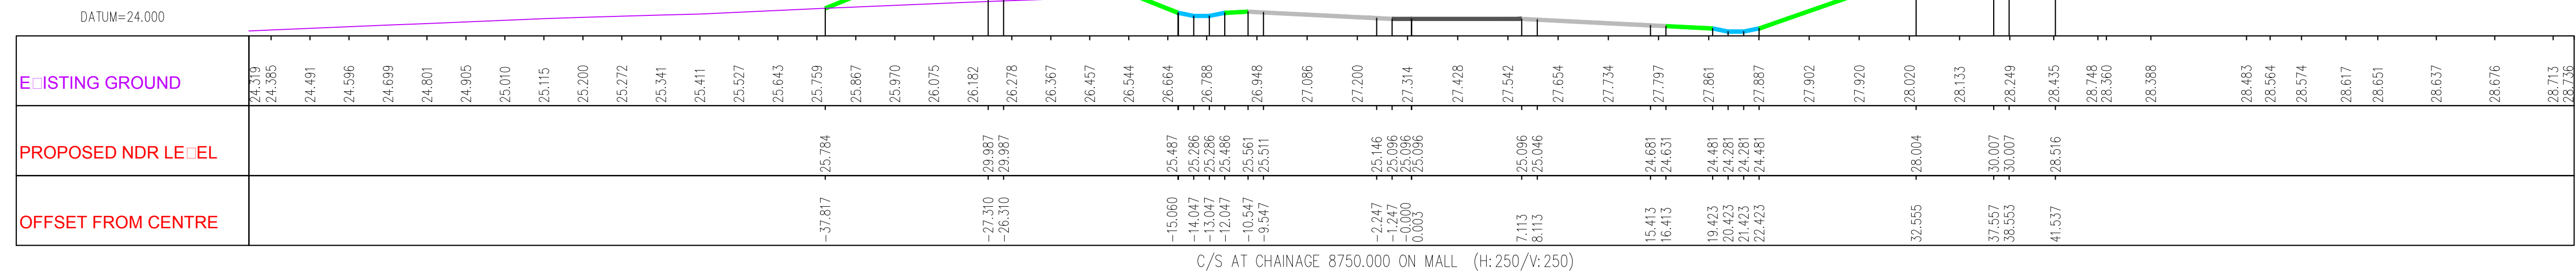 DATUM=24.000
E□ISTING GROUND
24.319 24.385 24.491 24.596 24.699 24.801 24.905 25.010 25.115 25.200 25.272 25.341 25.411 25.527 25.643 25.759 25.867 25.970 26.075 26.182 26.278 26.367 26.457 26.544 26.664 26.788 26.948 27.086 27.200 27.314 27.428 27.542 27.654 27.734 27.797 27.861 27.887 27.902 27.920 28.020 28.133 28.249 28.435 28.748 28.360 28.388 28.483 28.564 28.574 28.617 28.651 28.637 28.676 28.713 28.736
PROPOSED NDR LE□EL
25.784 29.987 29.987 25.487 25.286 25.286 25.486 25.561 25.511 25.146 25.096 25.096 25.096 25.096 25.046 24.681 24.631 24.481 24.281 24.281 24.481 28.004 30.007 30.007 28.516
OFFSET FROM CENTRE
-37.817 -27.310 -26.310 -15.060 -14.047 -13.047 -12.047 -10.547 -9.547 -2.247 -1.247 -0.000 0.003 7.113 8.113 15.413 16.413 19.423 20.423 21.423 22.423 32.555 37.557 38.553 41.537
C/S AT CHAINAGE 8750.000 ON MALL (H:250/V:250)